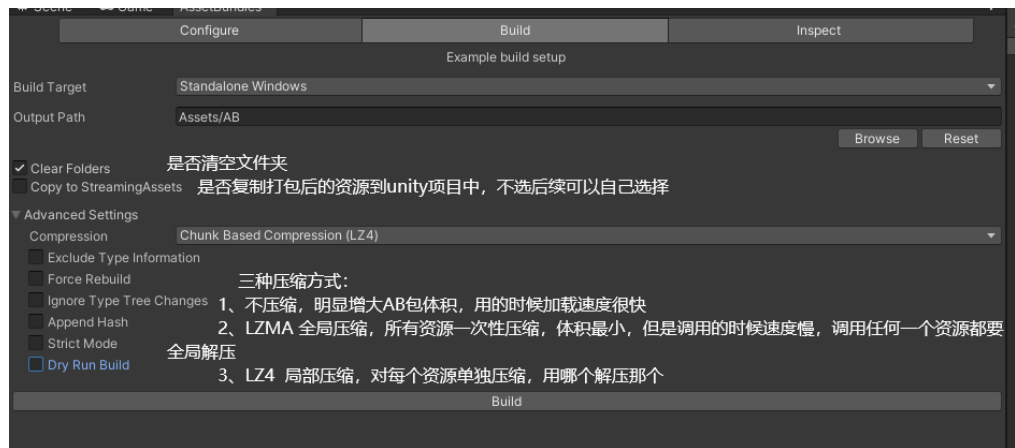 Scene Game AssetBundles
Configure Build Inspect
Example build setup
Build Target Standalone Windows
Output Path Assets/AB
Browse Reset
Clear Folders 是否清空文件夹
Copy to StreamingAssets 是否复制打包后的资源到unity项目中，不选后续可以自己选择
Advanced Settings
Compression Chunk Based Compression (LZ4)
Exclude Type Information
Force Rebuild 三种压缩方式：
Ignore Type Tree Changes 1、不压缩，明显增大AB包体积，用的时候加载速度很快
Append Hash 2、LZMA 全局压缩，所有资源一次性压缩，体积最小，但是调用的时候速度慢，调用任何一个资源都要
Strict Mode 全局解压
Dry Run Build
3、LZ4 局部压缩，对每个资源单独压缩，用哪个解压那个
Build